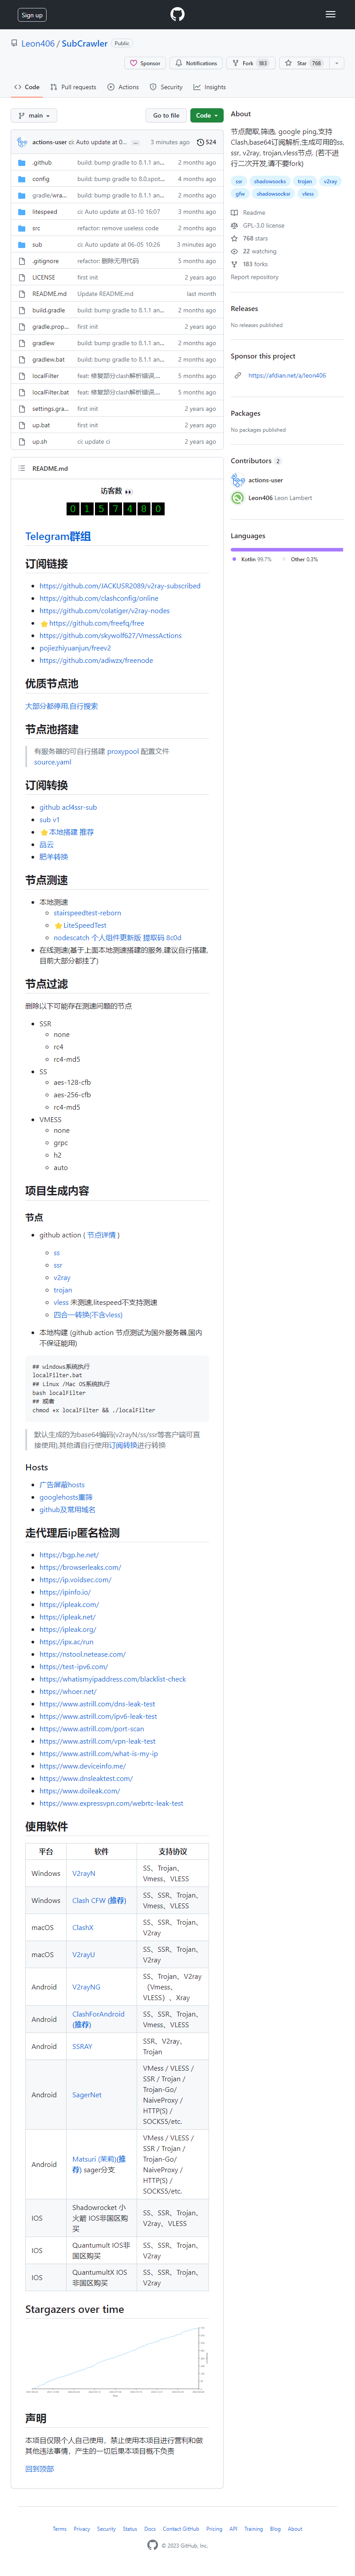 Sign up
Leon406 / SubCrawler Public
Sponsor Notifications Fork 183 Star 768
Code Pull requests Actions Security Insights
main Go to file Code
actions-user ci: Auto update at 0... ... 3 minutes ago 524
.github build: bump gradle to 8.1.1 an... 2 months ago
config build: bump gradle to 8.0,spot... 4 months ago
gradle/wra... build: bump gradle to 8.1.1 an... 2 months ago
litespeed ci: Auto update at 03-10 16:07 3 months ago
src refactor: remove useless code 2 months ago
sub ci: Auto update at 06-05 10:26 3 minutes ago
.gitignore refactor: 删除无用代码 5 months ago
LICENSE first init 2 years ago
README.md Update README.md last month
build.gradle build: bump gradle to 8.1.1 an... 2 months ago
gradle.prop... first init 2 years ago
gradlew build: bump gradle to 8.1.1 an... 2 months ago
gradlew.bat build: bump gradle to 8.1.1 an... 2 months ago
localFilter feat: 修复部分clash解析错误,... 5 months ago
localFilter.bat feat: 修复部分clash解析错误,... 5 months ago
settings.gra... first init 2 years ago
up.bat first init 2 years ago
up.sh ci: update ci 2 years ago
README.md
访客数 👀
0157480
Telegram群组
订阅链接
https://github.com/JACKUSR2089/v2ray-subscribed
https://github.com/clashconfig/online
https://github.com/colatiger/v2ray-nodes
⭐https://github.com/freefq/free
https://github.com/skywolf627/VmessActions
pojiezhiyuanjun/freev2
https://github.com/adiwzx/freenode
优质节点池
大部分都停用,自行搜索
节点池搭建
有服务器的可自行搭建 proxypool 配置文件
source.yaml
订阅转换
github acl4ssr-sub
sub v1
⭐本地搭建 推荐
品云
肥羊转换
节点测速
本地测速
stairspeedtest-reborn
⭐LiteSpeedTest
nodescatch 个人组件更新版 提取码 8c0d
在线测速(基于上面本地测速搭建的服务,建议自行搭建,
目前大部分都挂了)
节点过滤
删除以下可能存在测速问题的节点
SSR
none
rc4
rc4-md5
SS
aes-128-cfb
aes-256-cfb
rc4-md5
VMESS
none
grpc
h2
auto
项目生成内容
节点
github action ( 节点详情 )
ss
ssr
v2ray
trojan
vless 未测速,litespeed不支持测速
四合一转换(不含vless)
本地构建 (github action 节点测试为国外服务器,国内
不保证能用)
## windows系统执行
localFilter.bat
## Linux /Mac OS系统执行
bash localFilter
## 或者
chmod +x localFilter && ./localFilter
默认生成的为base64编码(v2rayN/ss/ssr等客户端可直
接使用),其他请自行使用订阅转换进行转换
Hosts
广告屏蔽hosts
googlehosts重筛
github及常用域名
走代理后ip匿名检测
https://bgp.he.net/
https://browserleaks.com/
https://ip.voidsec.com/
https://ipinfo.io/
https://ipleak.com/
https://ipleak.net/
https://ipleak.org/
https://ipx.ac/run
https://nstool.netease.com/
https://test-ipv6.com/
https://whatismyipaddress.com/blacklist-check
https://whoer.net/
https://www.astrill.com/dns-leak-test
https://www.astrill.com/ipv6-leak-test
https://www.astrill.com/port-scan
https://www.astrill.com/vpn-leak-test
https://www.astrill.com/what-is-my-ip
https://www.deviceinfo.me/
https://www.dnsleaktest.com/
https://www.doileak.com/
https://www.expressvpn.com/webrtc-leak-test
使用软件
平台 软件 支持协议
Windows V2rayN SS、Trojan、
Vmess、VLESS
Windows Clash CFW (推荐) SS、SSR、Trojan、
Vmess、VLESS
macOS ClashX SS、SSR、Trojan、
V2ray
macOS V2rayU SS、SSR、Trojan、
V2ray
Android V2rayNG SS、Trojan、V2ray
（Vmess、
VLESS）、Xray
Android ClashForAndroid
(推荐) SS、SSR、Trojan、
Vmess、VLESS
Android SSRAY SSR、V2ray、
Trojan
Android SagerNet VMess / VLESS /
SSR / Trojan /
Trojan-Go/
NaïveProxy /
HTTP(S) /
SOCKS5/etc.
Android Matsuri (茉莉)(推
荐) sager分支 VMess / VLESS /
SSR / Trojan /
Trojan-Go/
NaïveProxy /
HTTP(S) /
SOCKS5/etc.
IOS Shadowrocket 小
火箭 IOS非国区购
买 SS、SSR、Trojan、
V2ray、VLESS
IOS Quantumult IOS非
国区购买 SS、SSR、Trojan、
V2ray
IOS QuantumultX IOS
非国区购买 SS、SSR、Trojan、
V2ray
Stargazers over time
声明
本项目仅限个人自己使用，禁止使用本项目进行营利和做
其他违法事情，产生的一切后果本项目概不负责
回到顶部
About
节点爬取,筛选, google ping,支持
Clash,base64订阅解析,生成可用的ss,
ssr, v2ray, trojan,vless节点. (若不进
行二次开发,请不要fork)
ssr shadowsocks trojan v2ray
gfw shadowsocksr vless
Readme
GPL-3.0 license
768 stars
22 watching
183 forks
Report repository
Releases
No releases published
Sponsor this project
https://afdian.net/a/leon406
Packages
No packages published
Contributors 2
actions-user
Leon406 Leon Lambert
Languages
Kotlin 99.7% Other 0.3%
Terms Privacy Security Status Docs Contact GitHub Pricing API Training Blog About
© 2023 GitHub, Inc.